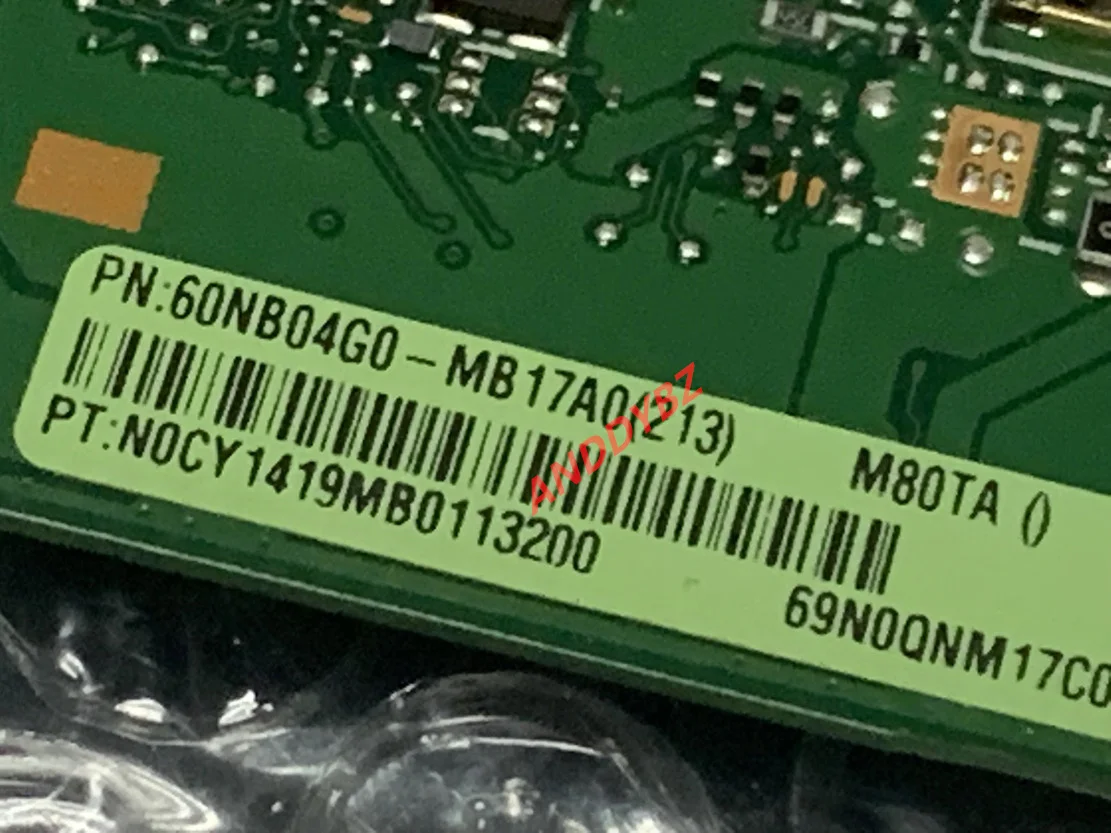 PN:60NB04G0-MB17A0(213)
M80TA ()
PT:N0CY1419MB0113200
69N0QNM17C0
ANDDYBZ